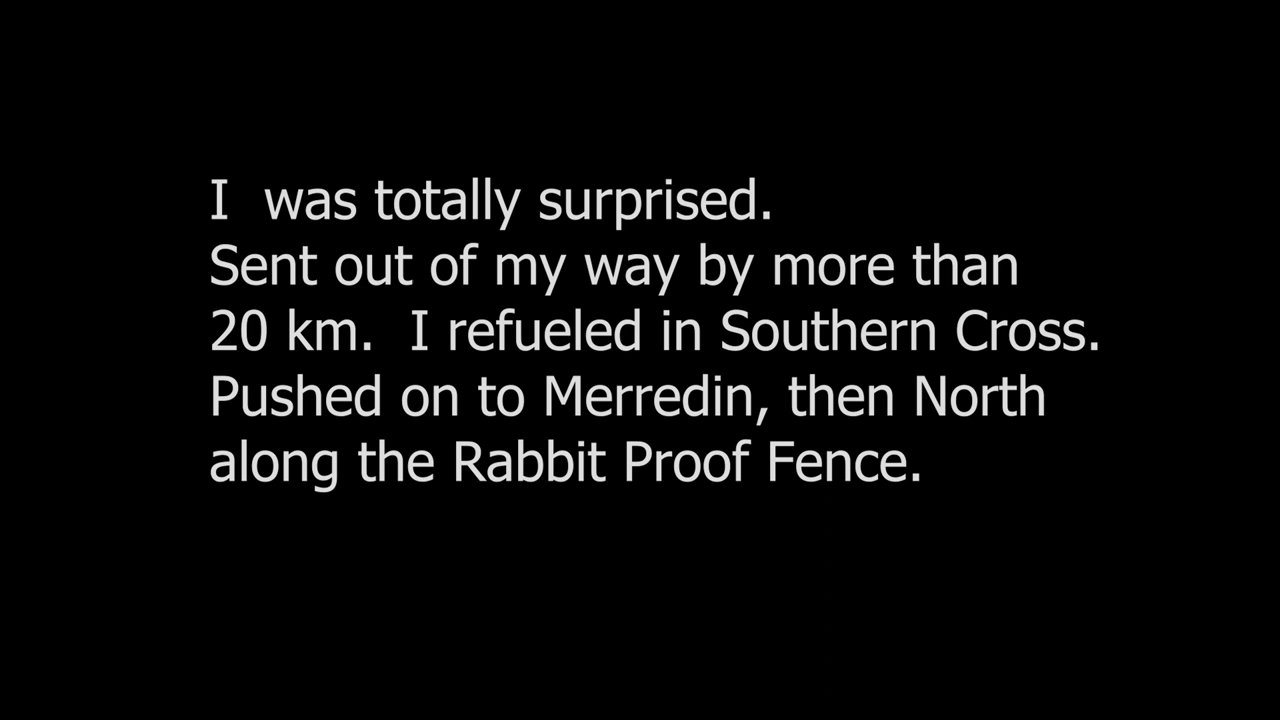 I  was totally surprised.
Sent out of my way by more than
20 km.  I refueled in Southern Cross.
Pushed on to Merredin, then North
along the Rabbit Proof Fence.